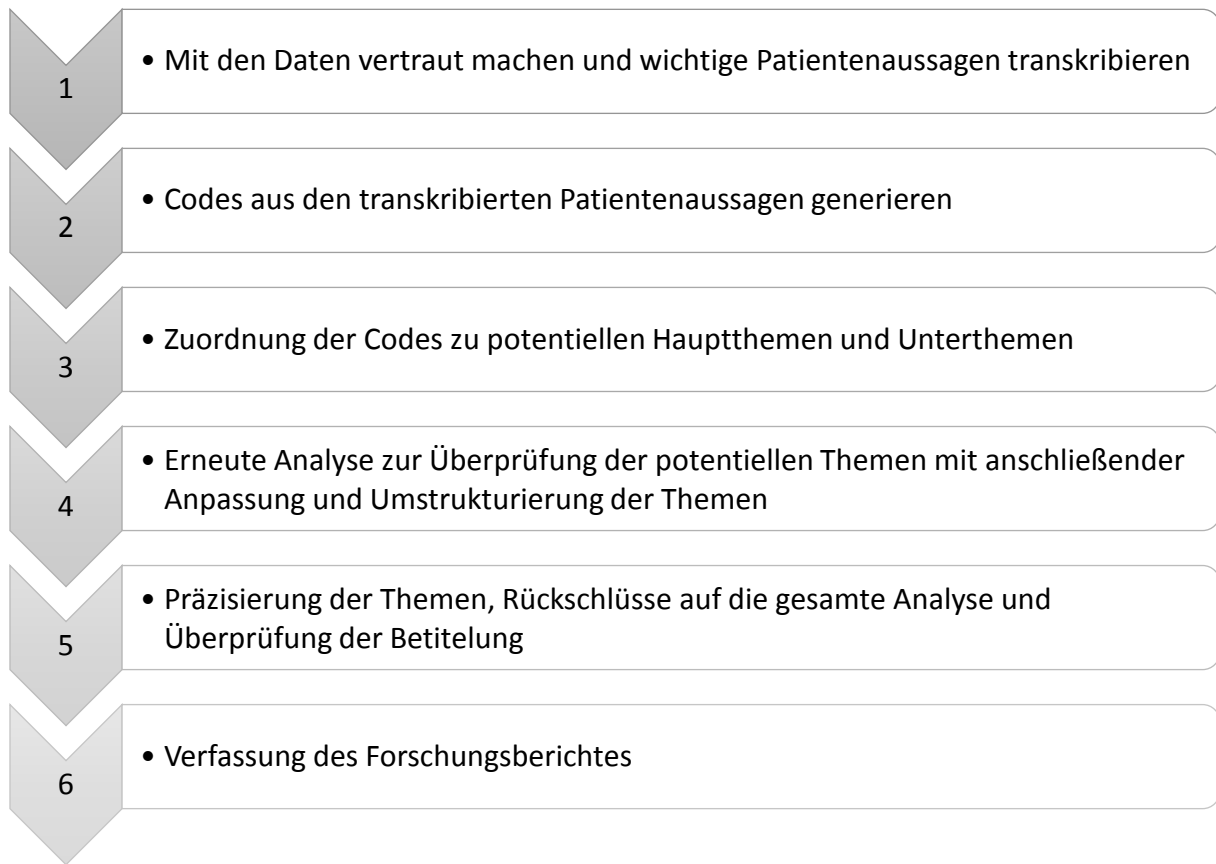 1
• Mit den Daten vertraut machen und wichtige Patientenaussagen transkribieren
2
• Codes aus den transkribierten Patientenaussagen generieren
3
• Zuordnung der Codes zu potentiellen Hauptthemen und Unterthemen
4
• Erneute Analyse zur Überprüfung der potentiellen Themen mit anschließender
Anpassung und Umstrukturierung der Themen
5
• Präzisierung der Themen, Rückschlüsse auf die gesamte Analyse und
Überprüfung der Betitelung
6
• Verfassung des Forschungsberichtes